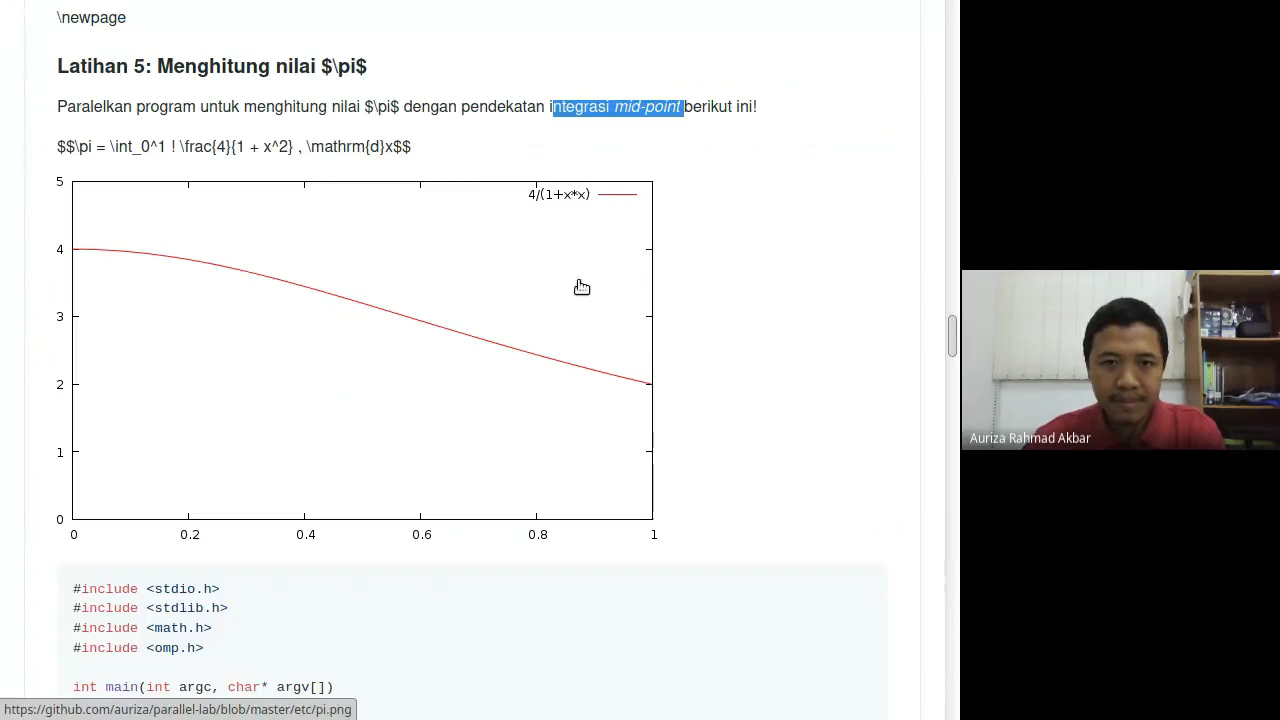 \newpage
Latihan 5: Menghitung nilai $\pi$
Paralelkan program untuk menghitung nilai $\pi$ dengan pendekatan integrasi mid-point berikut ini!
$$\pi = \int_0^1 ! \frac{4}{1 + x^2} , \mathrm{d}x$$
5
4/(1+x*x)
4
3
2
1
0
0 0.2 0.4 0.6 0.8 1
#include <stdio.h>
#include <stdlib.h>
#include <math.h>
#include <omp.h>
int main(int argc, char* argv[])
https://github.com/auriza/parallel-lab/blob/master/etc/pi.png
Auriza Rahmad Akbar